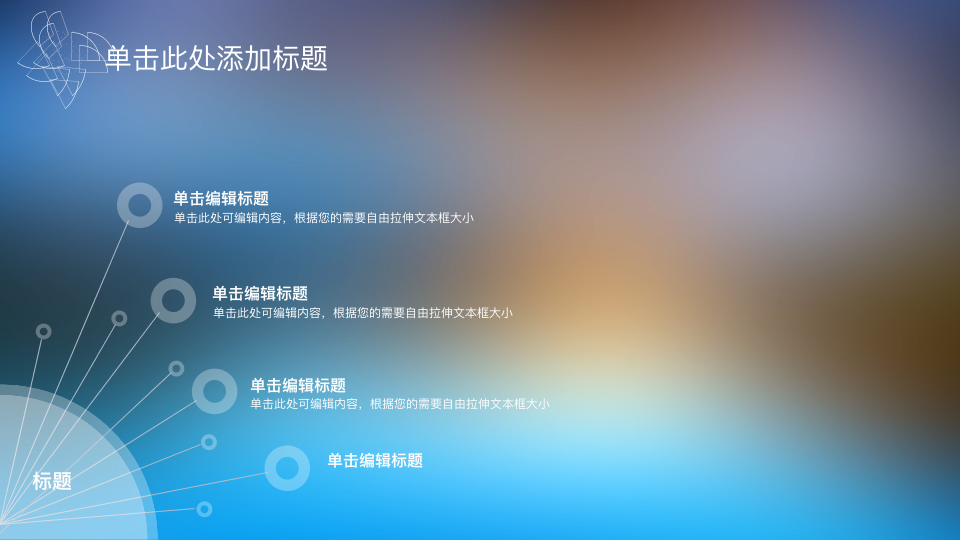 单击此处添加标题
单击编辑标题
单击此处可编辑内容，根据您的需要自由拉伸文本框大小
单击编辑标题
单击此处可编辑内容，根据您的需要自由拉伸文本框大小
单击编辑标题
单击此处可编辑内容，根据您的需要自由拉伸文本框大小
单击编辑标题
标题